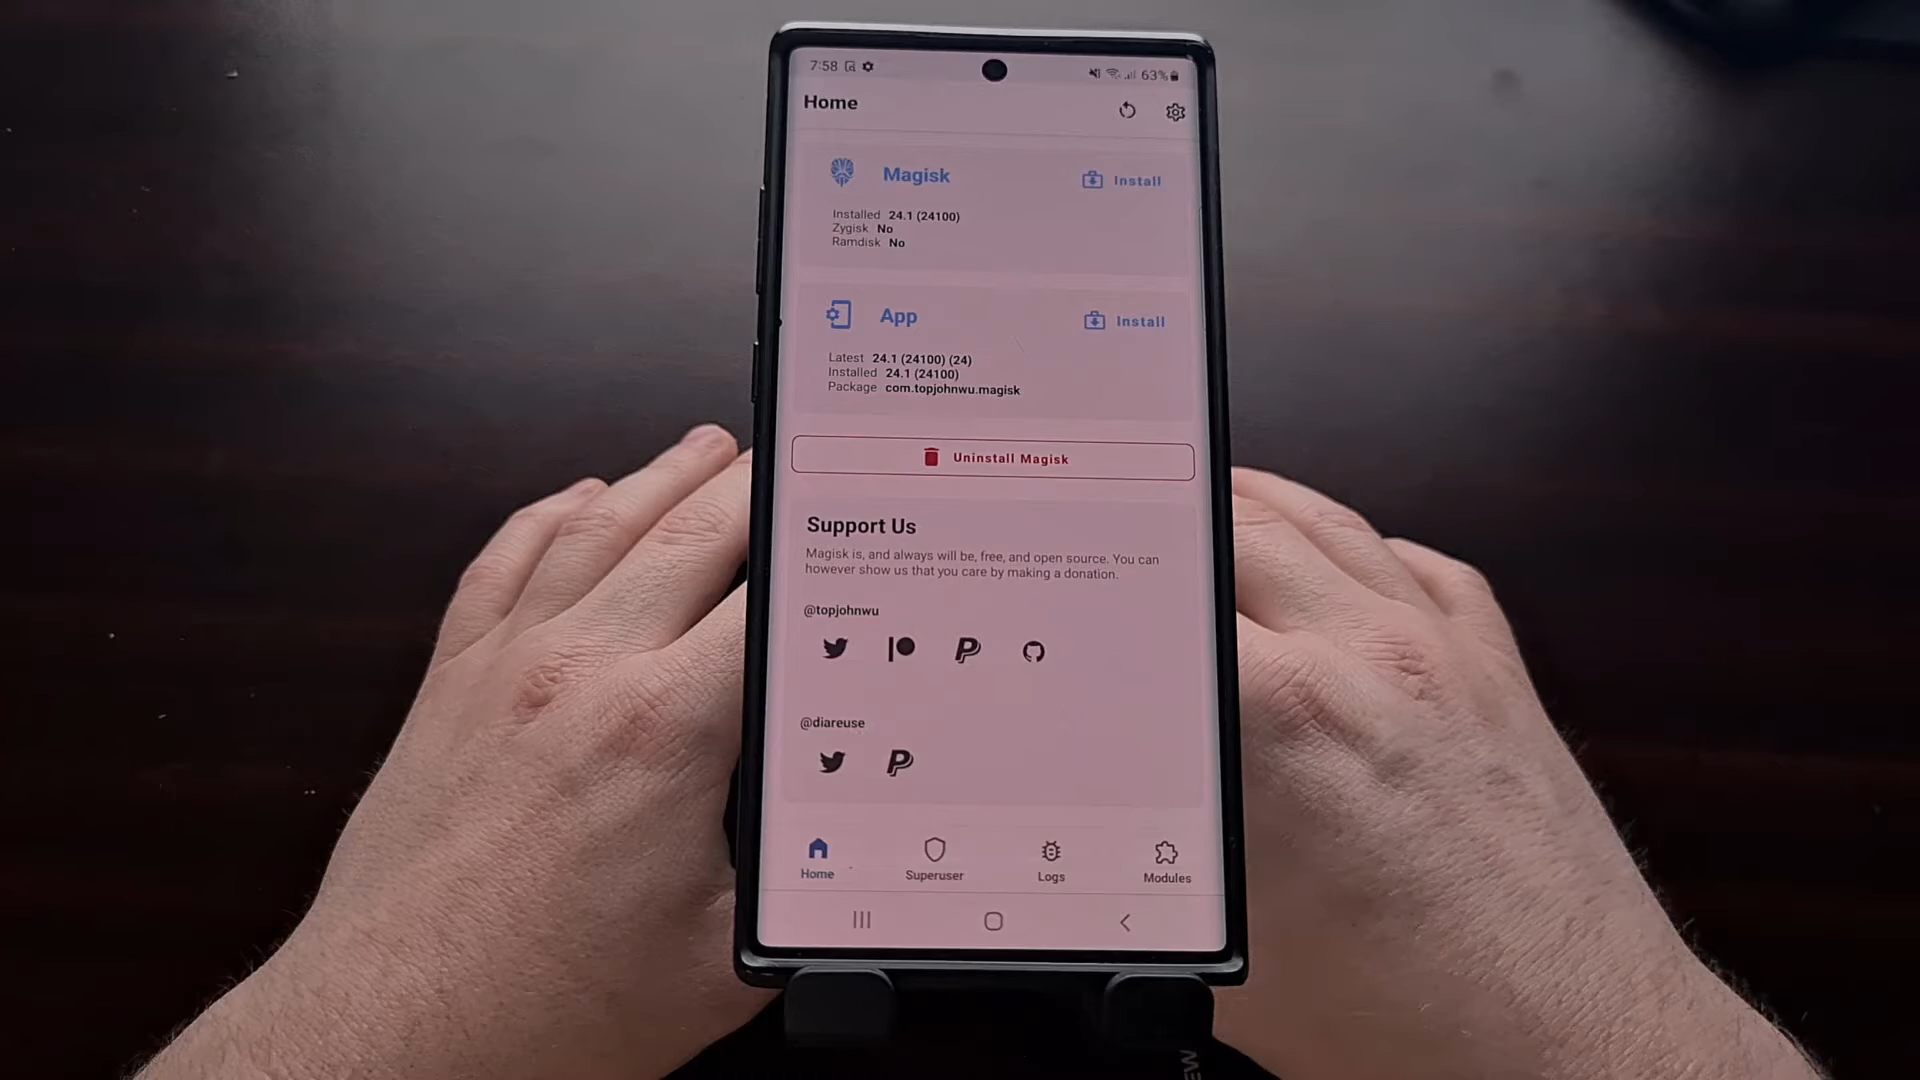 7:58
63%
Home
Magisk
Install
Installed 24.1 (24100)
Zygisk No
Ramdisk No
App
Install
Latest 24.1 (24100) (24)
Installed 24.1 (24100)
Package com.topjohnwu.magisk
Uninstall Magisk
Support Us
Magisk is, and always will be, free, and open source. You can
however show us that you care by making a donation.
@topjohnwu
@diareuse
Home
Superuser
Logs
Modules
EW